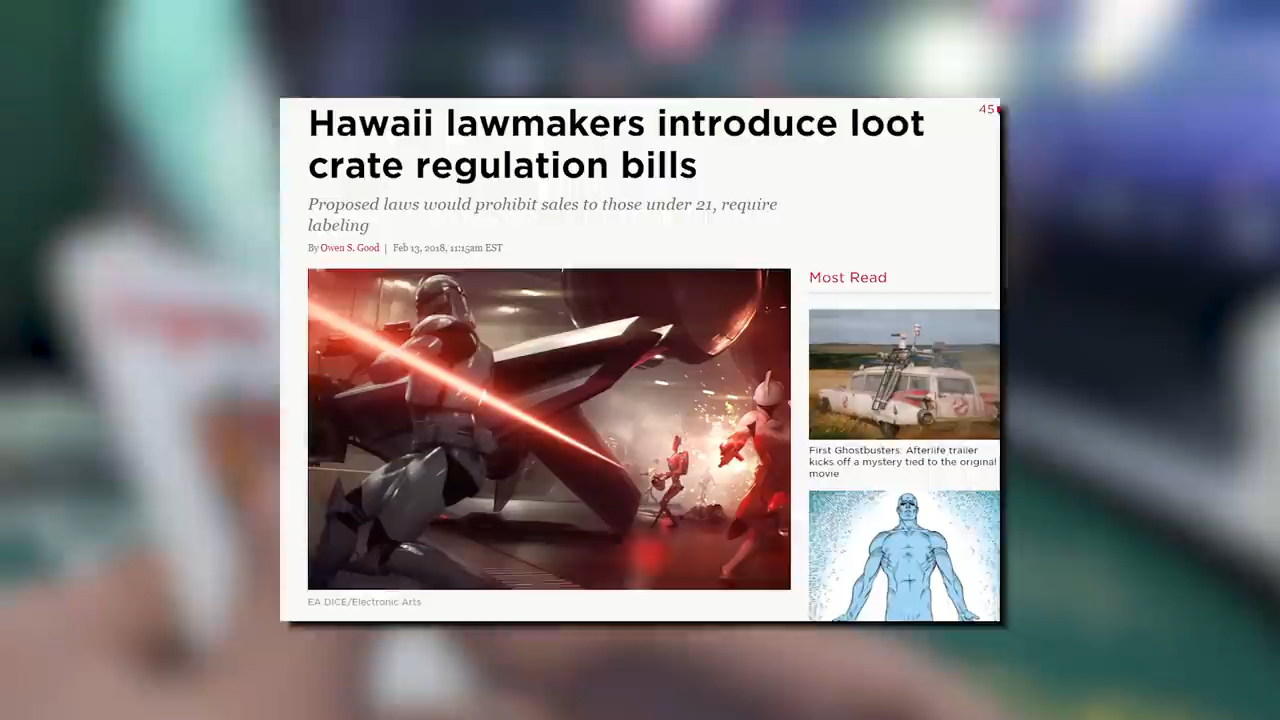 Hawaii lawmakers introduce loot
crate regulation bills
45
Proposed laws would prohibit sales to those under 21, require
labeling
By Owen S. Good | Feb 13, 2018, 11:15am EST
Most Read
First Ghostbusters: Afterlife trailer
kicks off a mystery tied to the original
movie
EA DICE/Electronic Arts